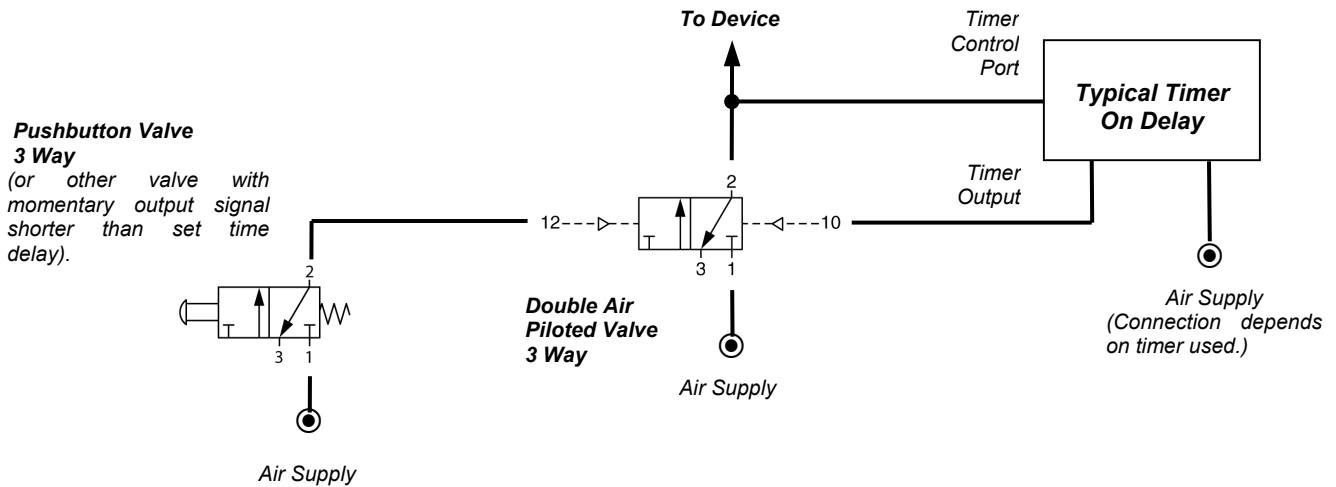 To Device
Timer
Control
Port
Typical Timer
On Delay
Pushbutton Valve
3 Way
(or other valve with
momentary output signal
shorter than set time
delay).
Timer
Output
2
12
10
3 1
2
3 1
Double Air
Piloted Valve
3 Way
Air Supply
(Connection depends
on timer used.)
Air Supply
Air Supply